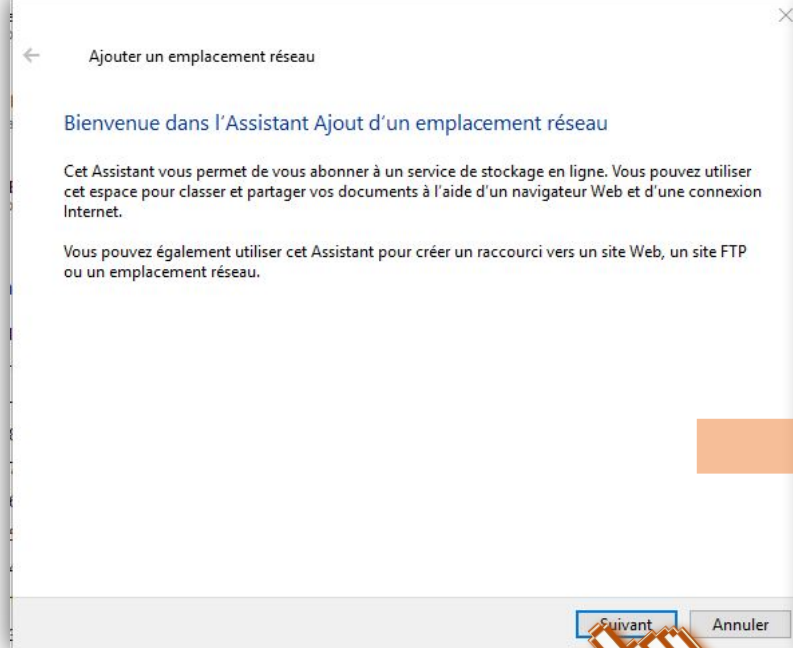 Ajouter un emplacement réseau
Bienvenue dans l'Assistant Ajout d'un emplacement réseau
Cet Assistant vous permet de vous abonner à un service de stockage en ligne. Vous pouvez utiliser
cet espace pour classer et partager vos documents à l'aide d'un navigateur Web et d'une connexion
Internet.
Vous pouvez également utiliser cet Assistant pour créer un raccourci vers un site Web, un site FTP
ou un emplacement réseau.
Suivant Annuler